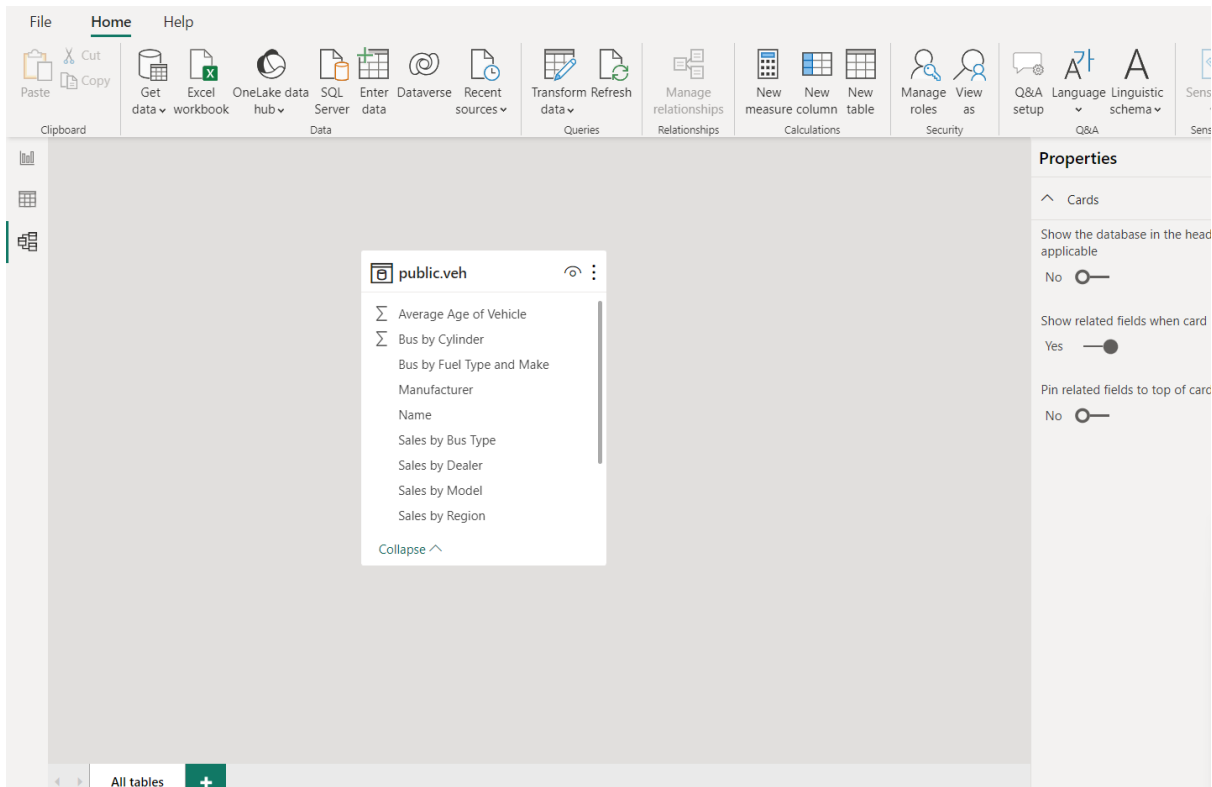 File Home Help
Cut
Copy
Paste
Get data
Excel workbook
OneLake data hub
SQL Server
Enter data
Dataverse
Recent sources
Transform data
Refresh
Manage relationships
New measure
New column
New table
Manage roles
View as
Q&A setup
Language
Linguistic schema
Sens
Clipboard Data Queries Relationships Calculations Security Q&A Sens
Properties
Cards
Show the database in the head
applicable
No
Show related fields when card
Yes
Pin related fields to top of card
No
public.veh
Average Age of Vehicle
Bus by Cylinder
Bus by Fuel Type and Make
Manufacturer
Name
Sales by Bus Type
Sales by Dealer
Sales by Model
Sales by Region
Collapse
All tables +